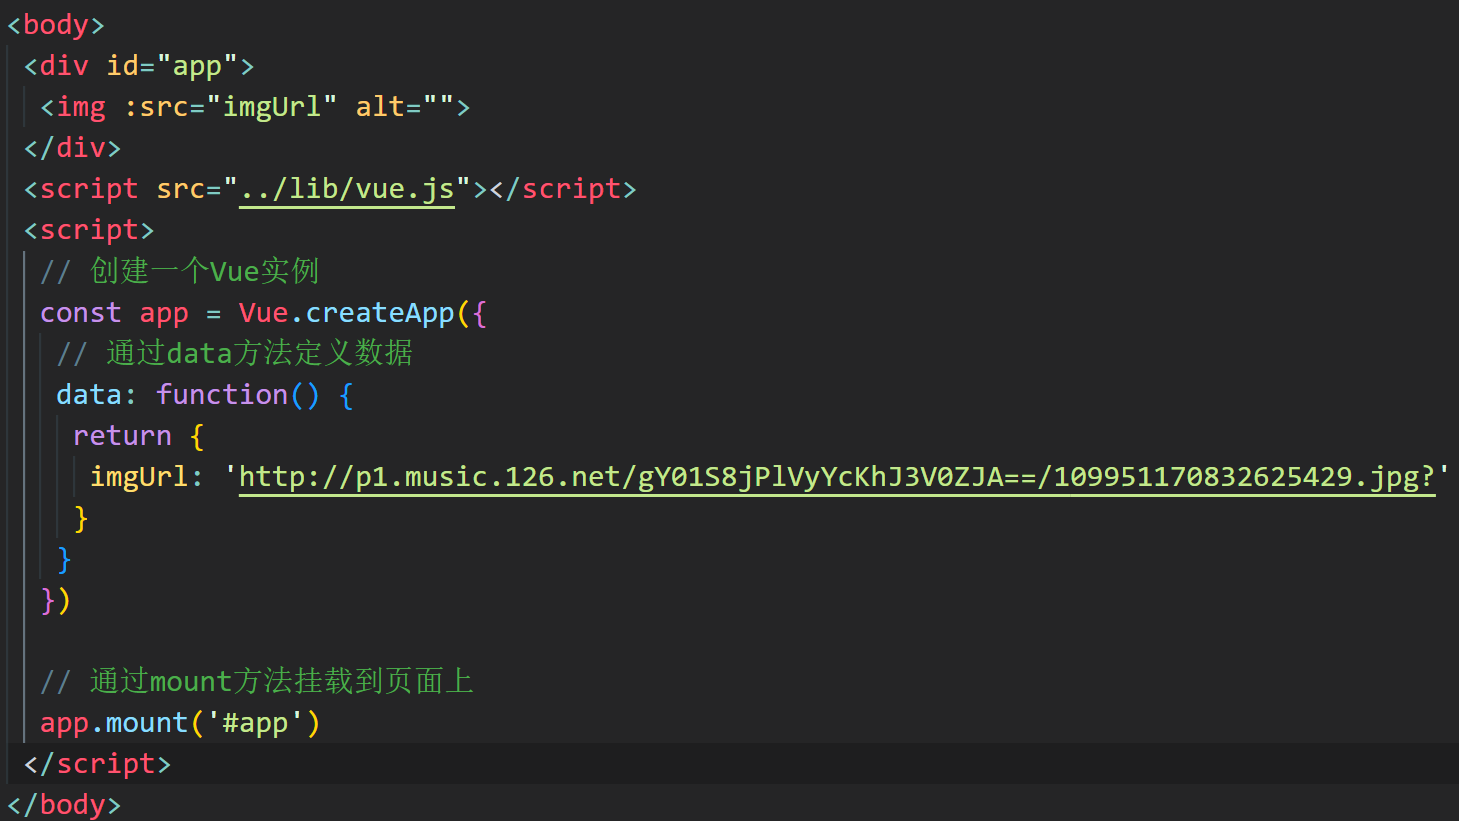 <body>
<div id="app">
<img :src="imgUrl" alt="">
</div>
<script src="../lib/vue.js"></script>
<script>
// 创建一个Vue实例
const app = Vue.createApp({
// 通过data方法定义数据
data: function() {
return {
imgUrl: 'http://p1.music.126.net/gY01S8jPlVyYcKhJ3V0ZJA==/109951170832625429.jpg?'
}
}
})
// 通过mount方法挂载到页面上
app.mount('#app')
</script>
</body>